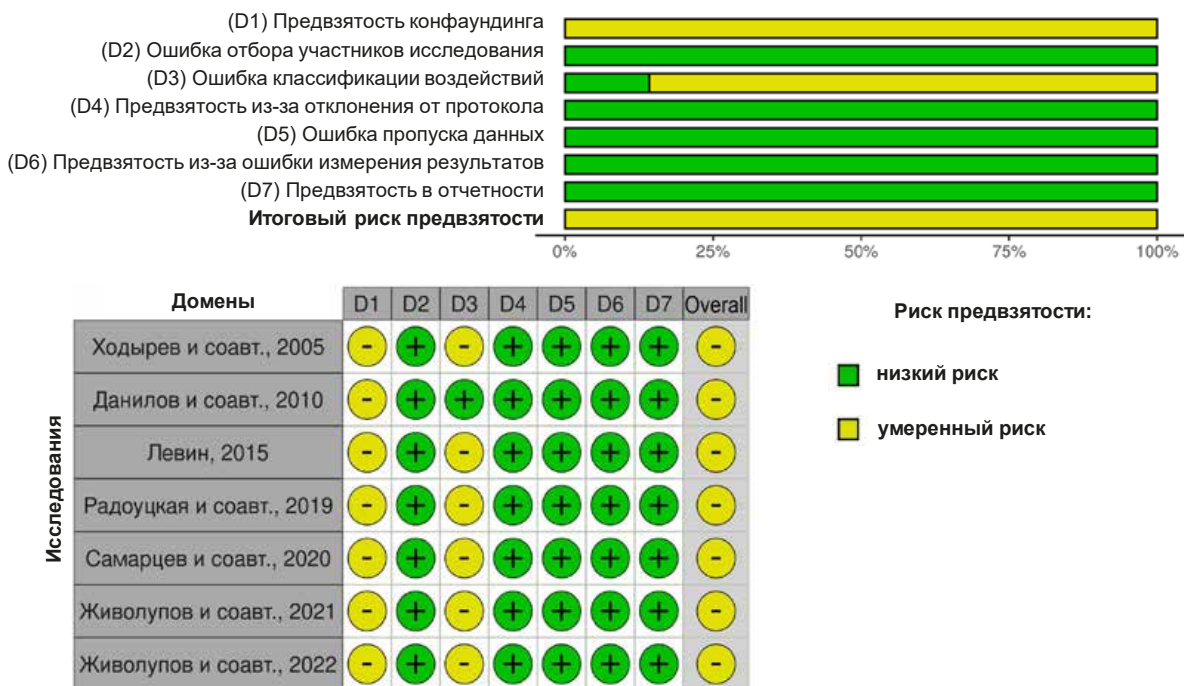 (D1) Предвзятость конфаундинга
(D2) Ошибка отбора участников исследования
(D3) Ошибка классификации воздействий
(D4) Предвзятость из-за отклонения от протокола
(D5) Ошибка пропуска данных
(D6) Предвзятость из-за ошибки измерения результатов
(D7) Предвзятость в отчетности
Итоговый риск предвзятости
0% 25% 50% 75% 100%
Домены D1 D2 D3 D4 D5 D6 D7 Overall
Исследования
Ходырев и соавт., 2005 - + - + + + + -
Данилов и соавт., 2010 - + + + + + + -
Левин, 2015 - + - + + + + -
Радоуцкая и соавт., 2019 - + - + + + + -
Самарцев и соавт., 2020 - + - + + + + -
Живолупов и соавт., 2021 - + - + + + + -
Живолупов и соавт., 2022 - + - + + + + -
Риск предвзятости:
низкий риск
умеренный риск